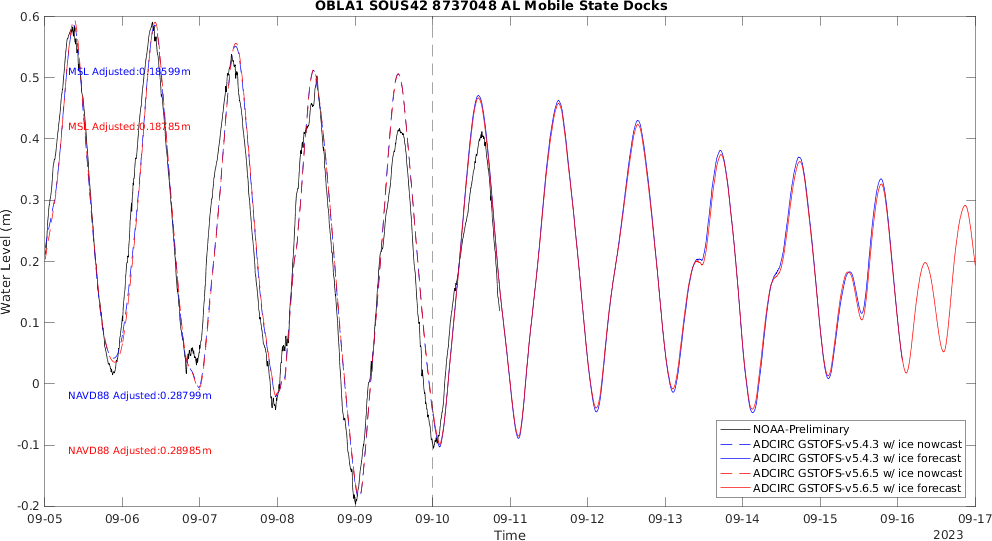 OBLA1 SOUS42 8737048 AL Mobile State Docks
0.6
0.5
0.4
0.3
0.2
0.1
0
-0.1
-0.2
Water Level (m)
MSL Adjusted:0.18599m
MSL Adjusted:0.18785m
NAVD88 Adjusted:0.28799m
NAVD88 Adjusted:0.28985m
NOAA-Preliminary
ADCIRC GSTOFS-v5.4.3 w/ ice nowcast
ADCIRC GSTOFS-v5.4.3 w/ ice forecast
ADCIRC GSTOFS-v5.6.5 w/ ice nowcast
ADCIRC GSTOFS-v5.6.5 w/ ice forecast
09-05 09-06 09-07 09-08 09-09 09-10 09-11 09-12 09-13 09-14 09-15 09-16 09-17
Time
2023